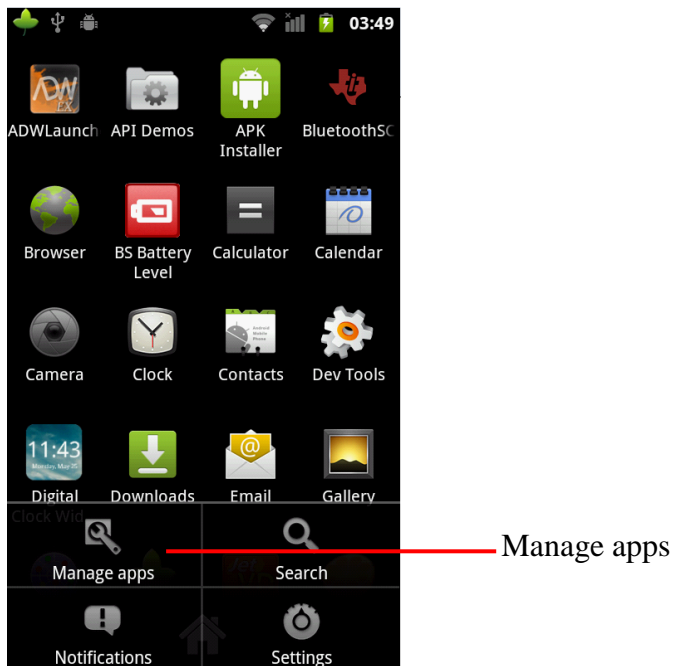 03:49
ADWLaunch API Demos APK BluetoothSC
Installer
Browser BS Battery Calculator Calendar
Level
Camera Clock Contacts Dev Tools
11:43
Digital Downloads Email Gallery
Clock Wid
Manage apps Search
Manage apps
Notifications Settings